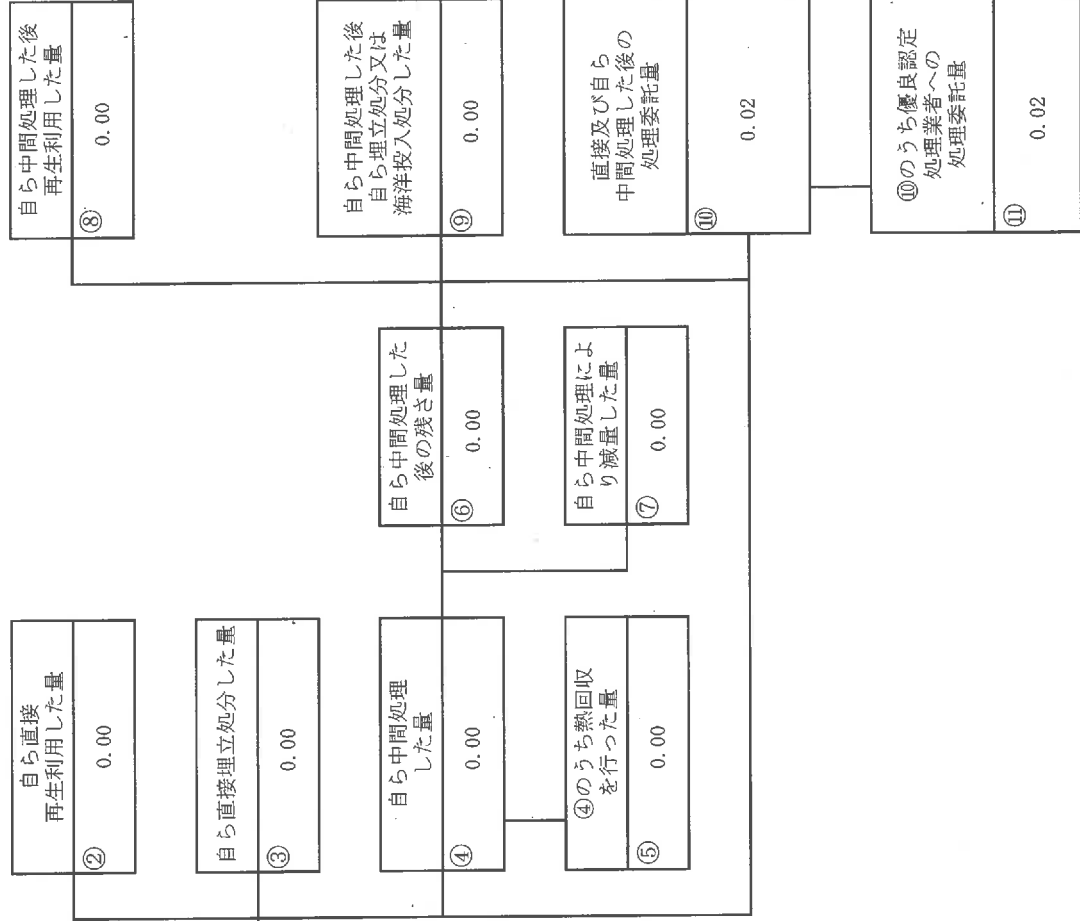 自ら直接
再生利用した量
②
0.00
自ら直接埋立処分した量
③
0.00
自ら中間処理
した量
④
0.00
④のうち熱回収
を行った量
⑤
0.00
自ら中間処理した
後の残さ量
⑥
0.00
自ら中間処理によ
り減量した量
⑦
0.00
自ら中間処理した後
再生利用した量
⑧
0.00
自ら中間処理した後
自ら埋立処分又は
海洋投入処分した量
⑨
0.00
直接及び自ら
中間処理した後の
処理委託量
⑩
0.02
⑩のうち優良認定
処理業者への
処理委託量
⑪
0.02